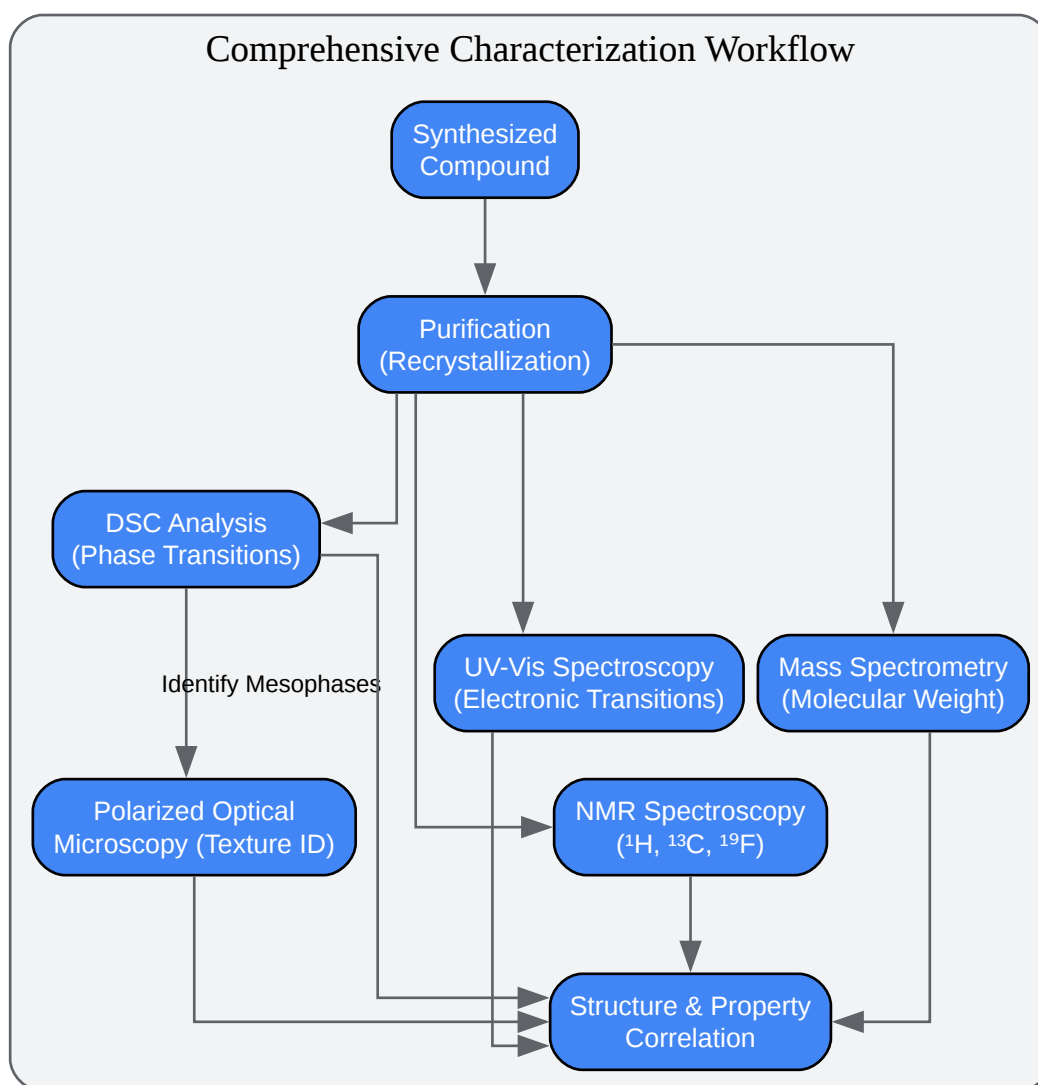 Comprehensive Characterization Workflow
Synthesized
Compound
Purification
(Recrystallization)
DSC Analysis
(Phase Transitions)
Identify Mesophases
UV-Vis Spectroscopy
(Electronic Transitions)
Mass Spectrometry
(Molecular Weight)
Polarized Optical
Microscopy (Texture ID)
NMR Spectroscopy
(¹H, ¹³C, ¹⁹F)
Structure & Property
Correlation